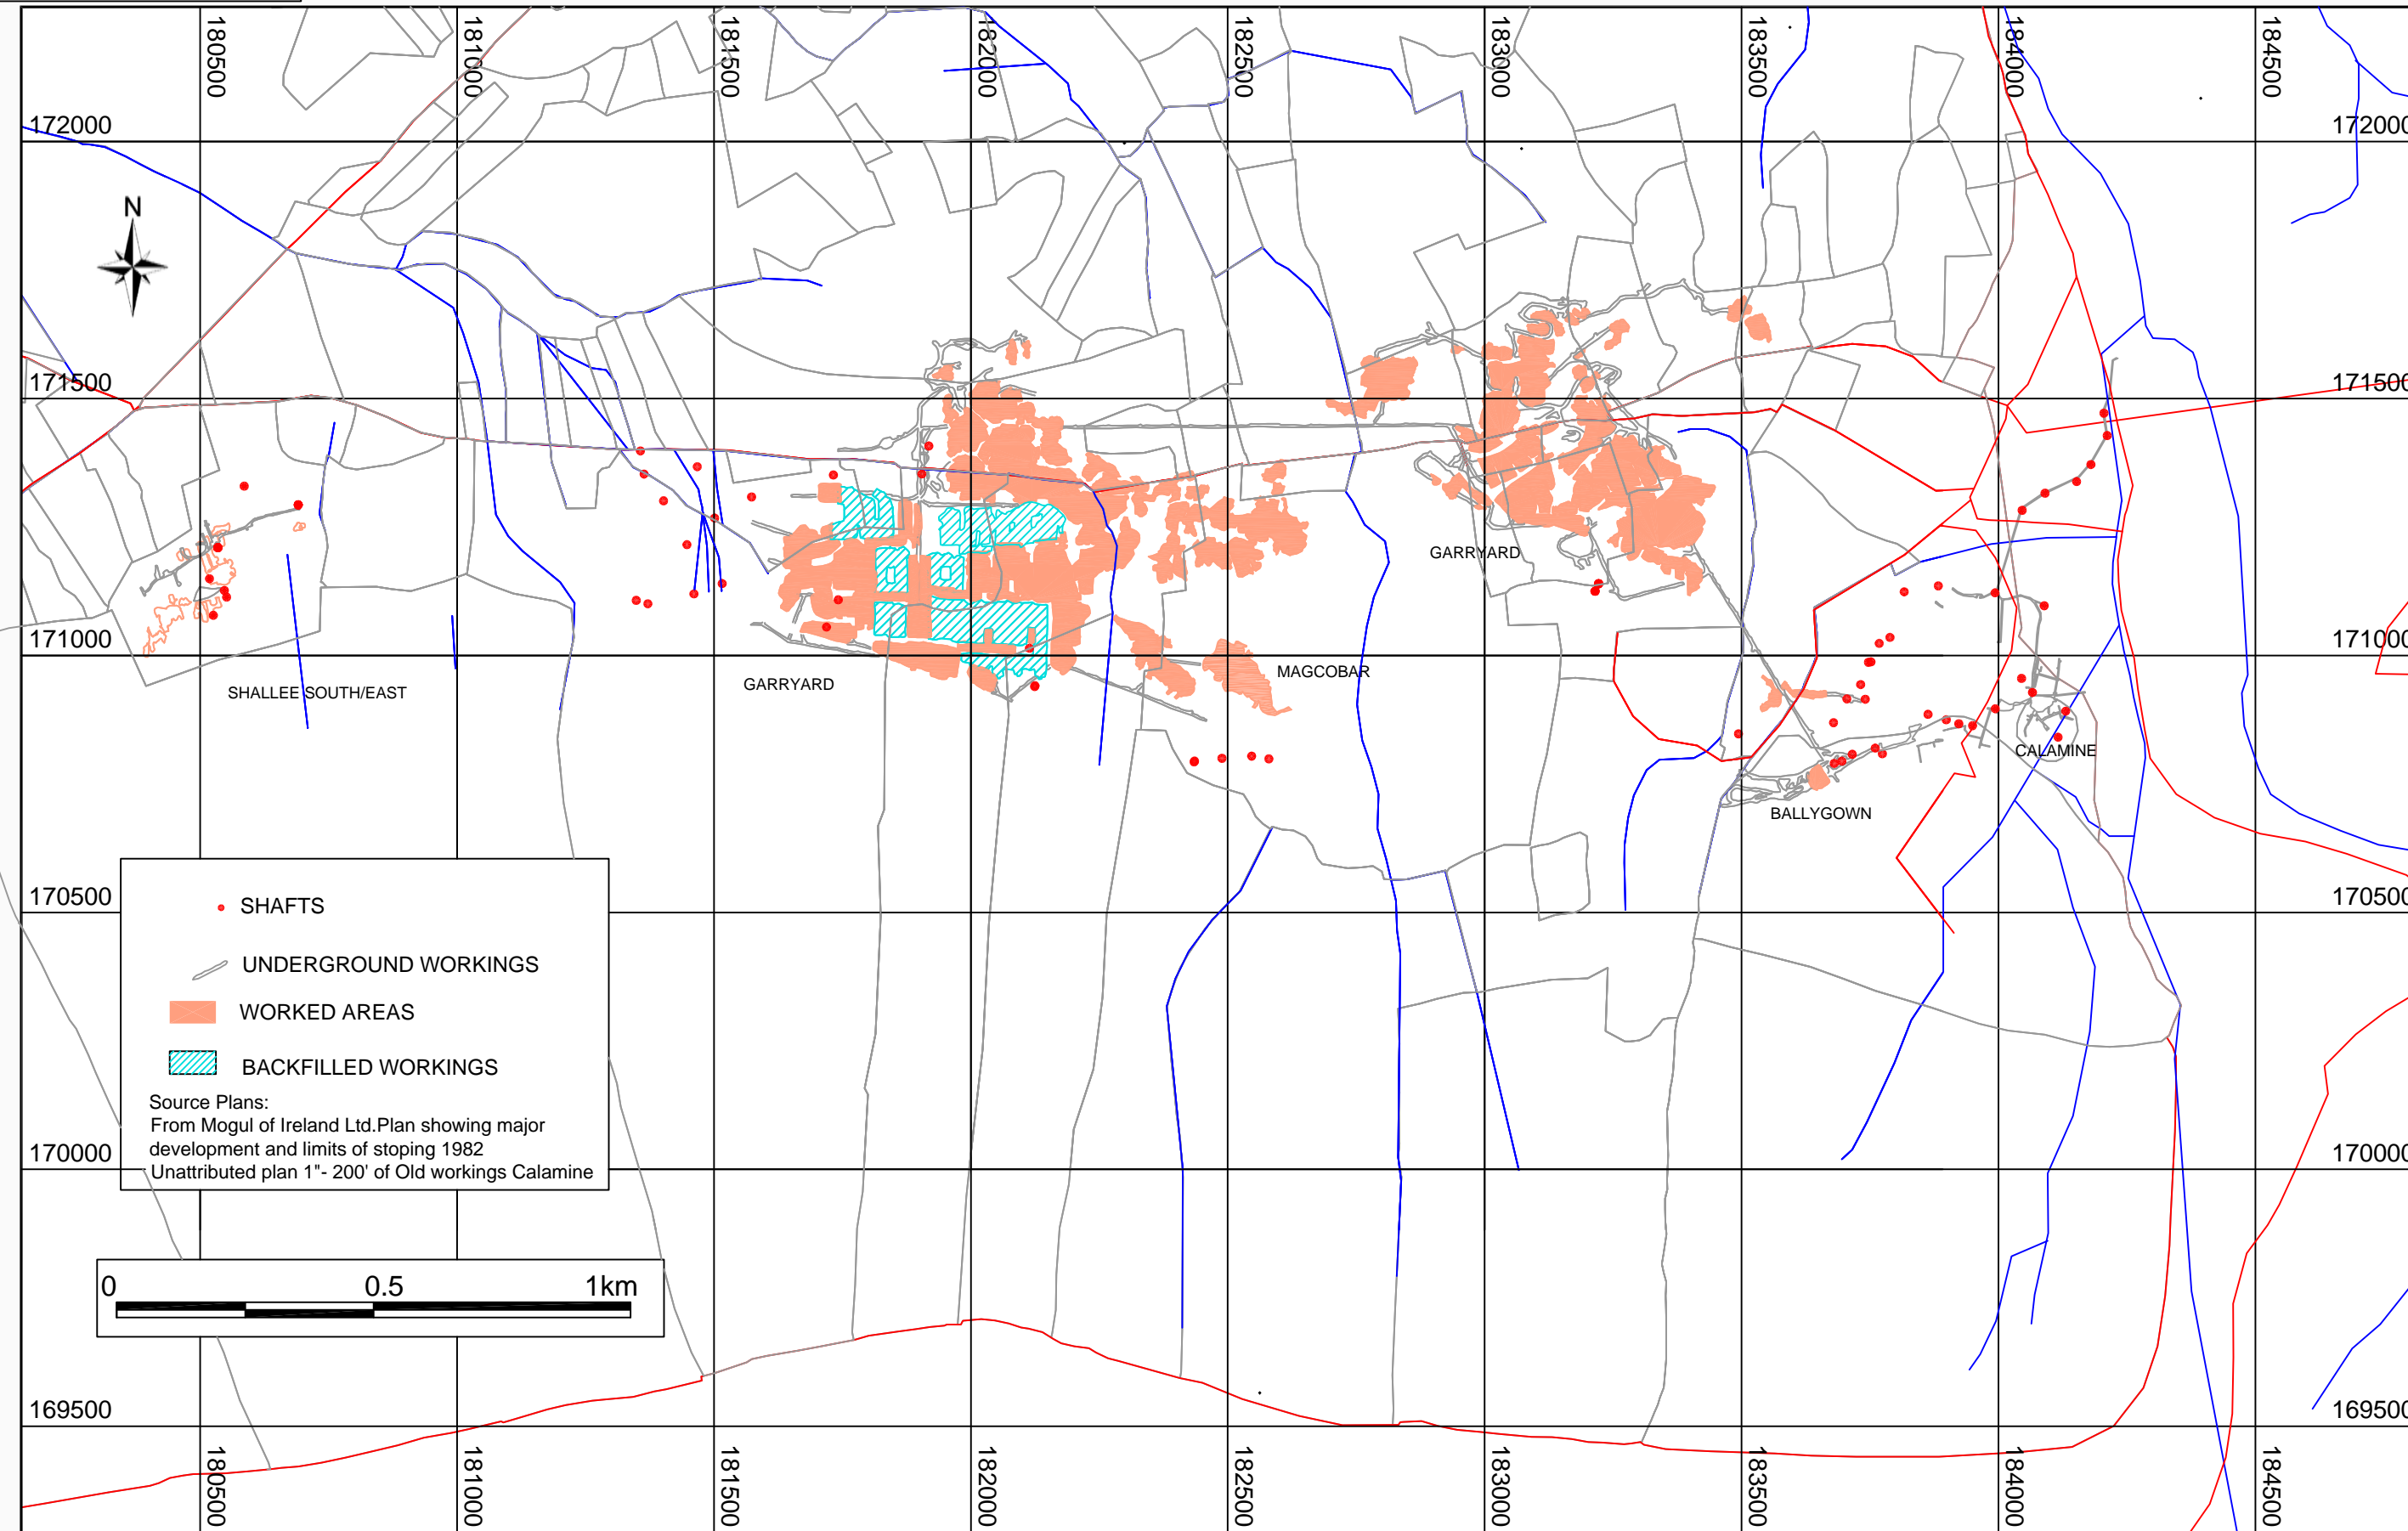 180500
181000
181500
182000
182500
183000
183500
184000
184500
172000
172000
N
171500
171500
GARRYARD
171000
171000
SHALLEE SOUTH/EAST
GARRYARD
MAGCOBAR
CALAMINE
BALLYGOWN
170500
170500
SHAFTS
UNDERGROUND WORKINGS
WORKED AREAS
BACKFILLED WORKINGS
Source Plans:
From Mogul of Ireland Ltd.Plan showing major
development and limits of stoping 1982
Unattributed plan 1"- 200' of Old workings Calamine
170000
170000
0 0.5 1km
169500
169500
180500
181000
181500
182000
182500
183000
183500
184000
184500